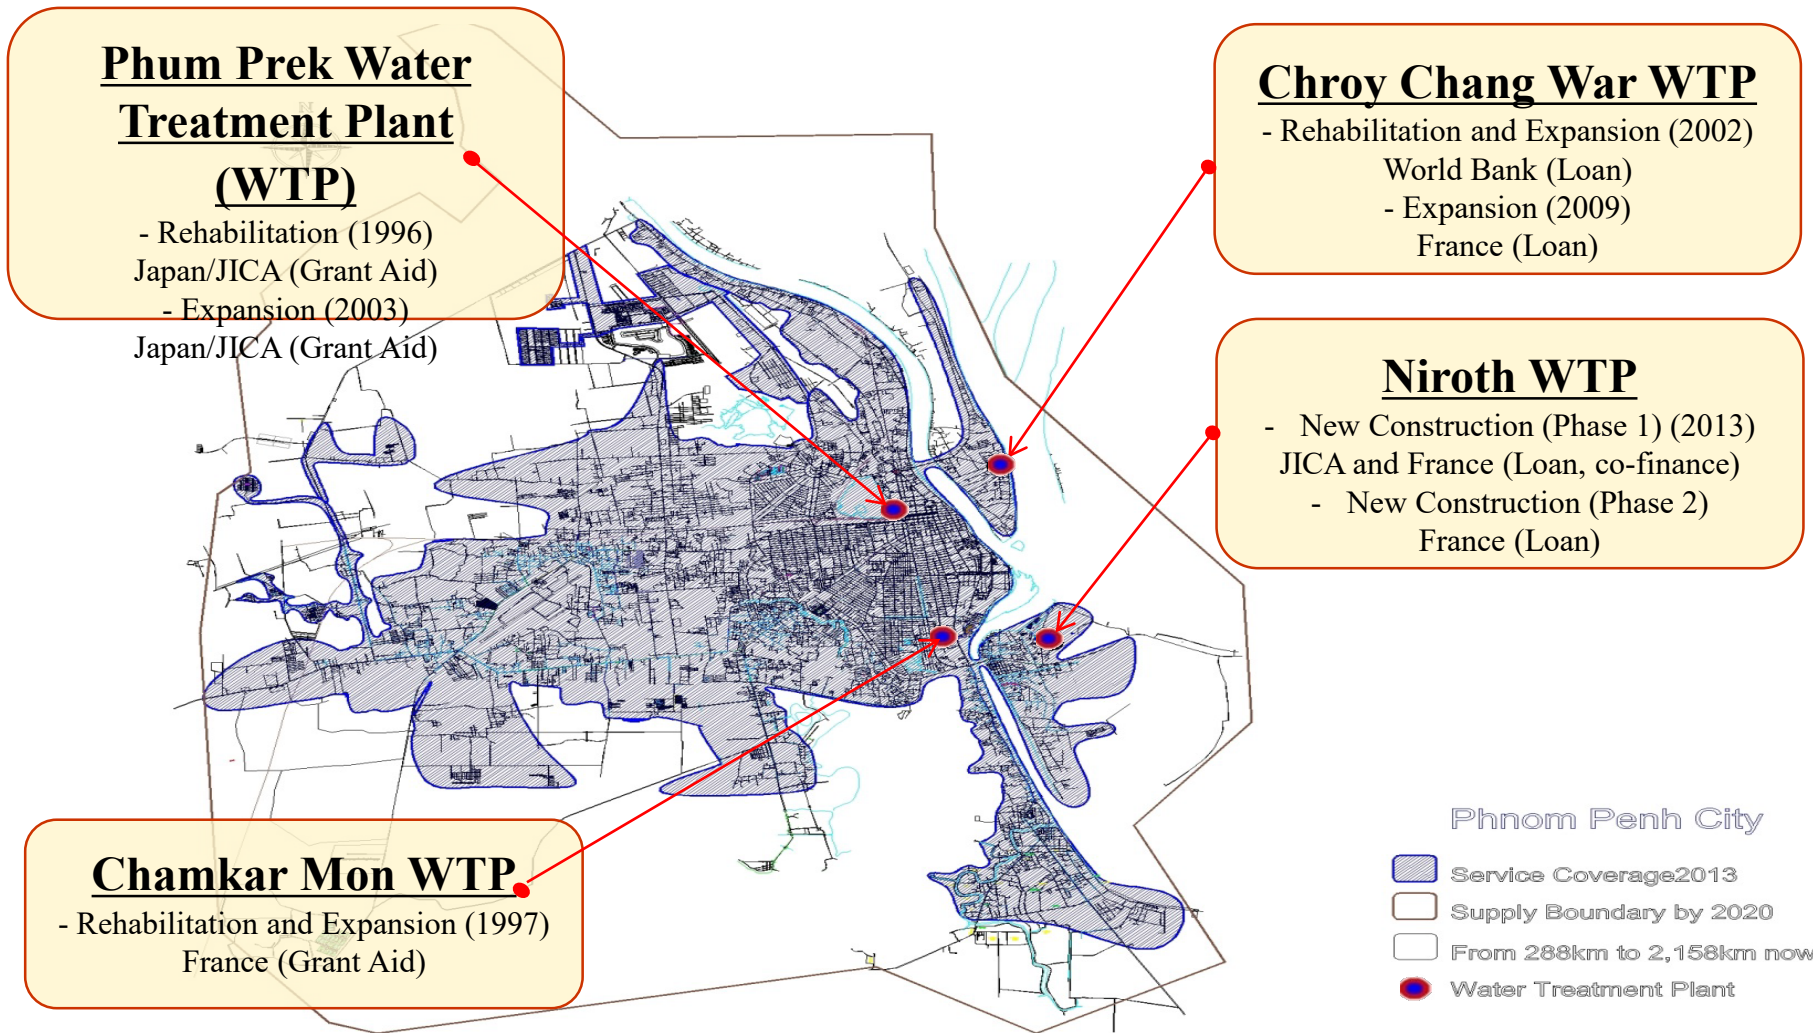 Phum Prek Water
Treatment Plant
(WTP)
- Rehabilitation (1996)
Japan/JICA (Grant Aid)
- Expansion (2003)
Japan/JICA (Grant Aid)
Chroy Chang War WTP
- Rehabilitation and Expansion (2002)
World Bank (Loan)
- Expansion (2009)
France (Loan)
Niroth WTP
- New Construction (Phase 1) (2013)
JICA and France (Loan, co-finance)
- New Construction (Phase 2)
France (Loan)
Chamkar Mon WTP
- Rehabilitation and Expansion (1997)
France (Grant Aid)
Phnom Penh City
Service Coverage2013
Supply Boundary by 2020
From 288km to 2,158km now
Water Treatment Plant